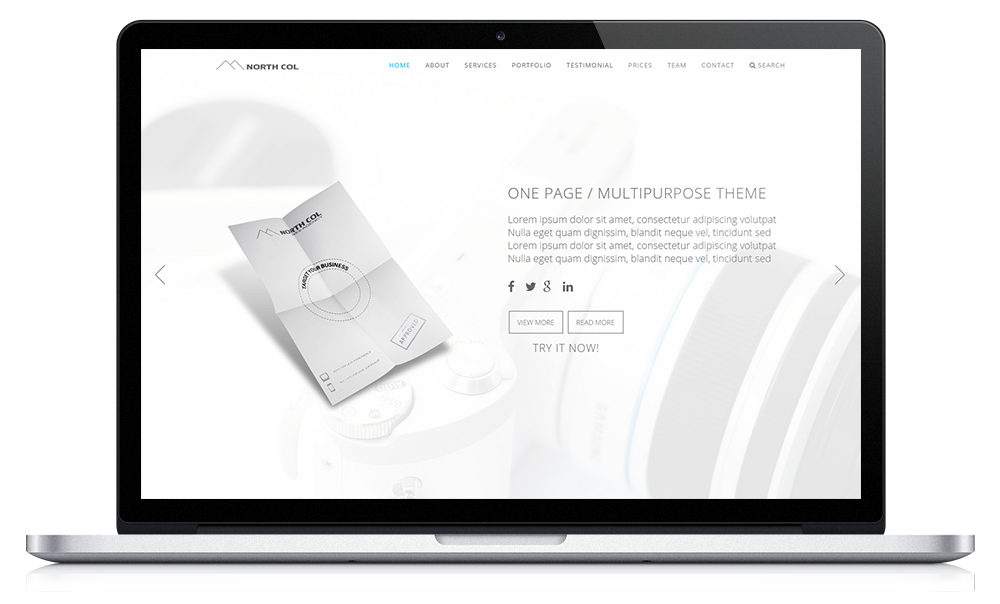 NORTH COL
HOME ABOUT SERVICES PORTFOLIO TESTIMONIAL PRICES TEAM CONTACT SEARCH
ONE PAGE / MULTIPURPOSE THEME
Lorem ipsum dolor sit amet, consectetur adipiscing volutpat
Nulla eget quam dignissim, blandit neque vel, tincidunt sed
Lorem ipsum dolor sit amet, consectetur adipiscing volutpat
Nulla eget quam dignissim, blandit neque vel, tincidunt sed
VIEW MORE READ MORE
TRY IT NOW!
NORTH COL
TARGET YOUR BUSINESS
APPROVED
SAMSUNG